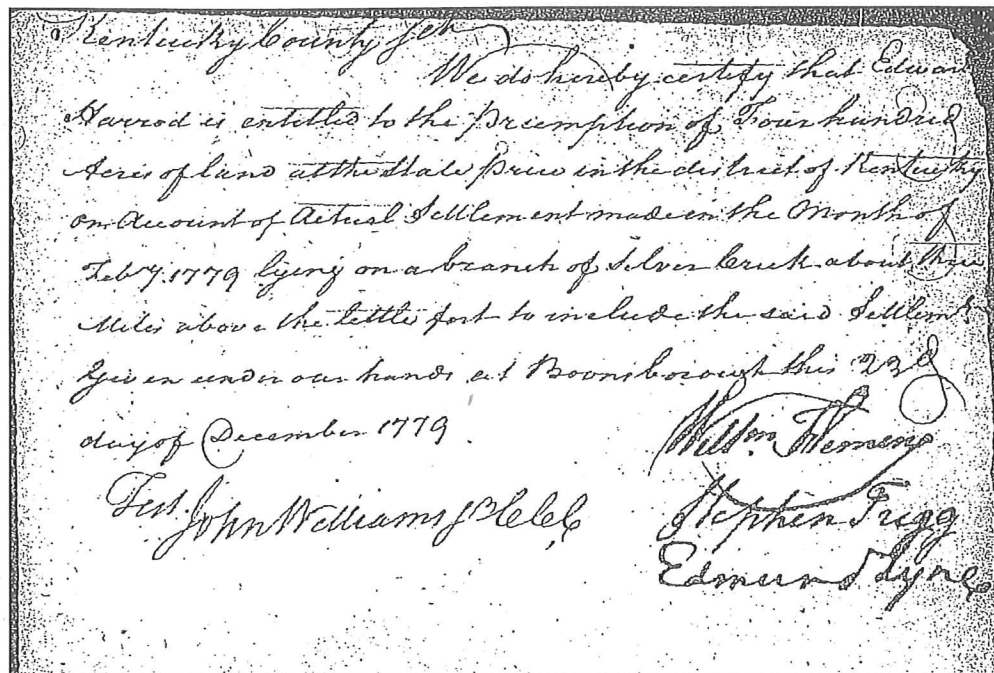 Kentucky County Sct
We do hereby certify that Edward
Harrod is entitled to the Preemption of Four hundred
Acres of land at the State price in the district of Kentucky
on Account of Actual Settlement made in the Month of
Feby. 1779 lying on a branch of Silver Creek about three
Miles above the little fort to include the said Settlemt
Given under our hands at Boonsborough this 23d
day of December 1779
Willm. Fleming
Test. John Williams Jr CCC
Stephen Trigg
Edmund Lyne